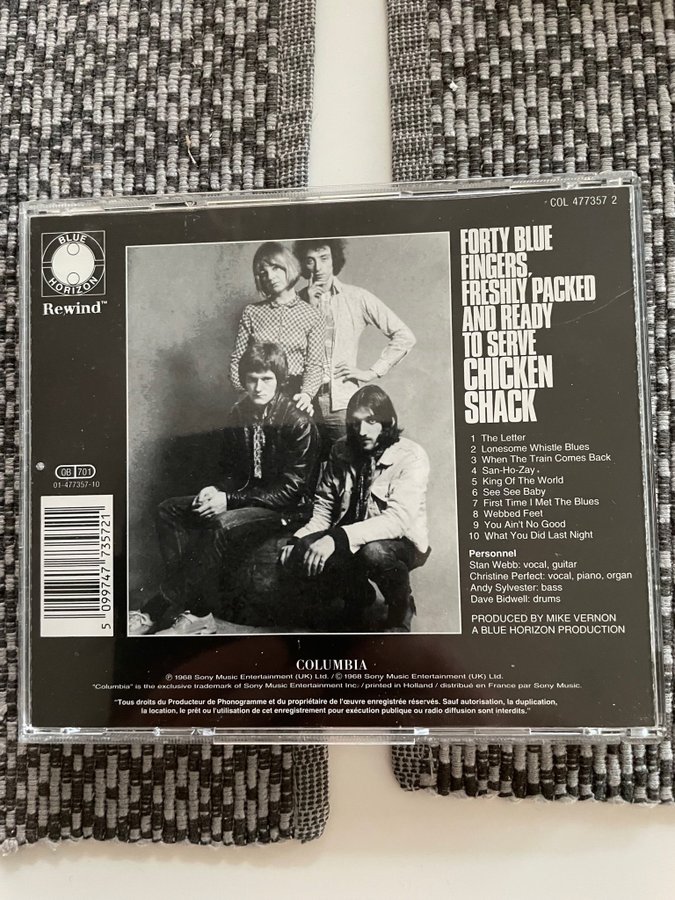 COL 477357 2
BLUE
HORIZON
Rewind™
FORTY BLUE
FINGERS,
FRESHLY PACKED
AND READY
TO SERVE
CHICKEN
SHACK
1 The Letter
2 Lonesome Whistle Blues
3 When The Train Comes Back
4 San-Ho-Zay
5 King Of The World
6 See See Baby
7 First Time I Met The Blues
8 Webbed Feet
9 You Ain't No Good
10 What You Did Last Night
Personnel
Stan Webb: vocal, guitar
Christine Perfect: vocal, piano, organ
Andy Sylvester: bass
Dave Bidwell: drums
PRODUCED BY MIKE VERNON
A BLUE HORIZON PRODUCTION
OB 701
01-477357-10
5 099747 735721
COLUMBIA
℗ 1968 Sony Music Entertainment (UK) Ltd. / © 1968 Sony Music Entertainment (UK) Ltd.
"Columbia" is the exclusive trademark of Sony Music Entertainment Inc. / printed in Holland / distribué en France par Sony Music.
"Tous droits du Producteur de Phonogramme et du propriétaire de l'œuvre enregistrée réservés. Sauf autorisation, la duplication,
la location, le prêt ou l'utilisation de cet enregistrement pour exécution publique ou radio diffusion sont interdits."